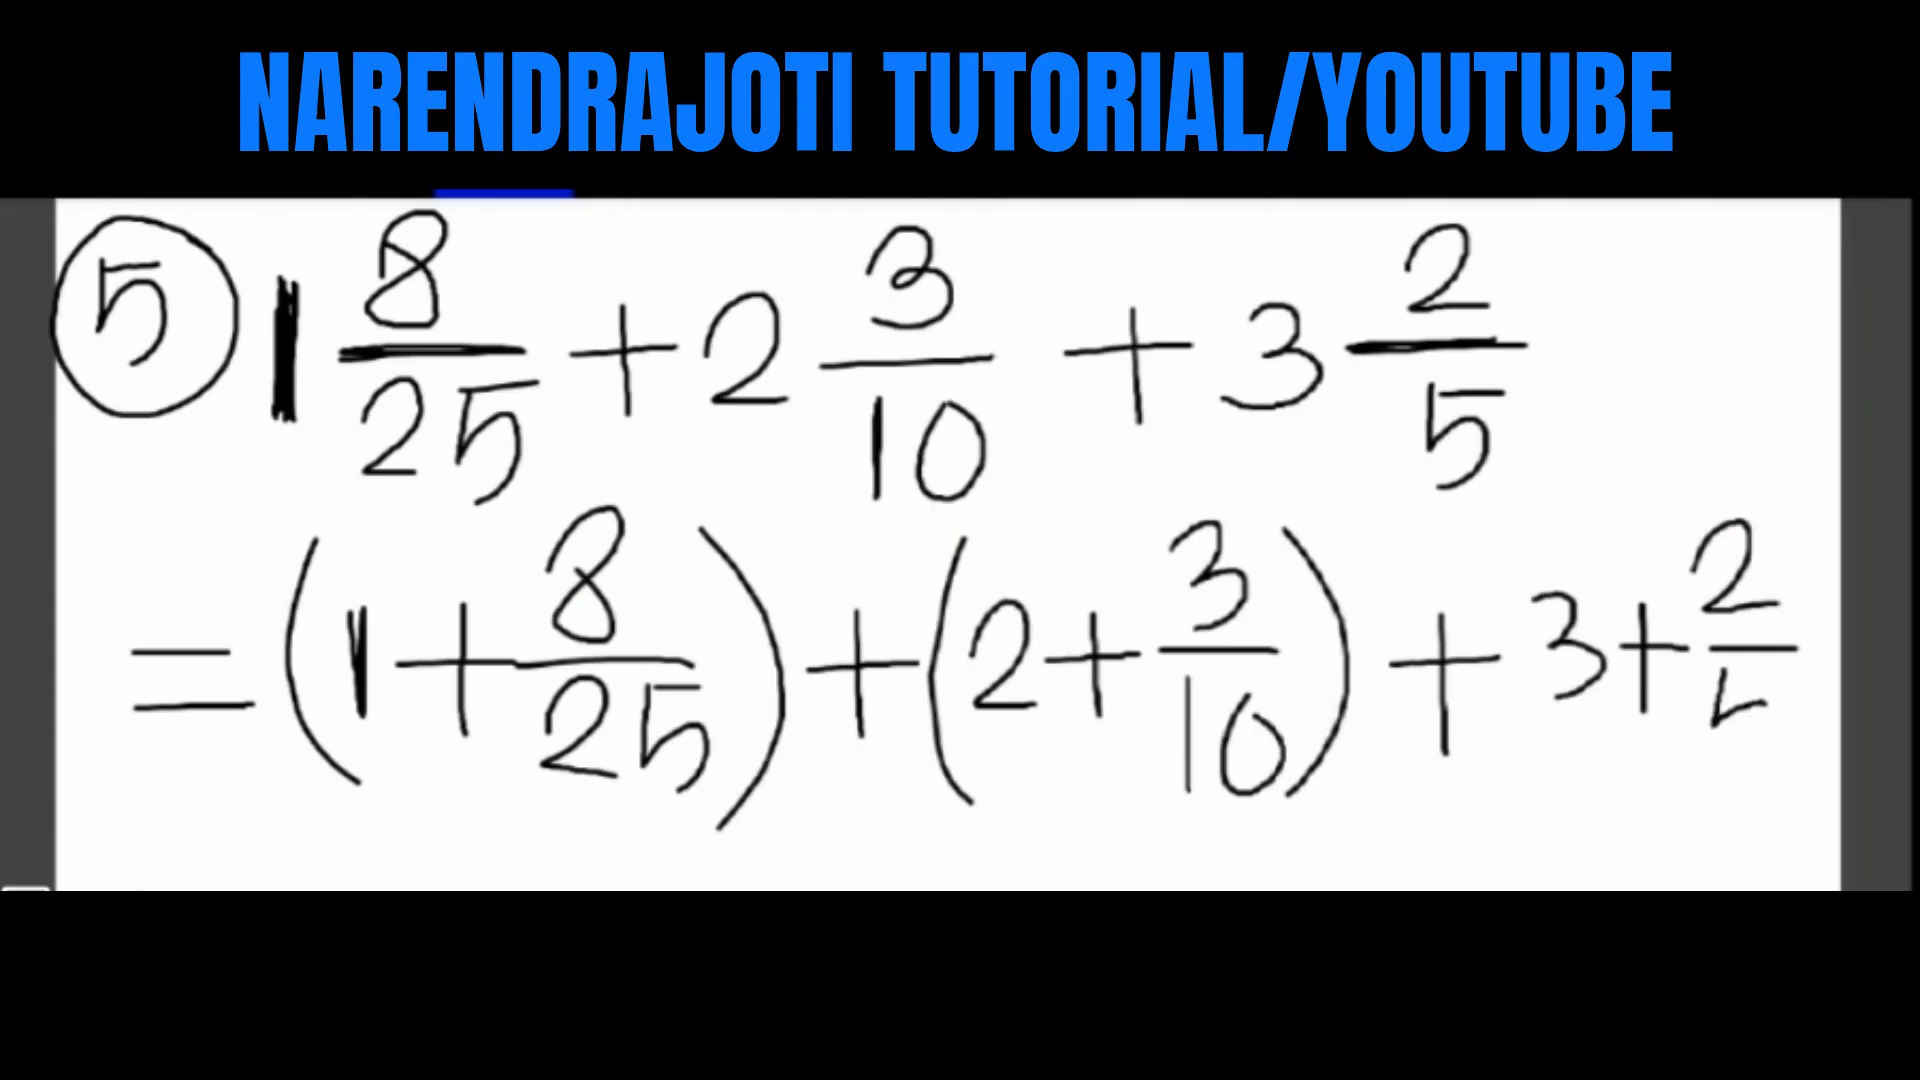 NARENDRAJOTI TUTORIAL/YOUTUBE
⑤ 1 8/25 + 2 3/10 + 3 2/5
= (1 + 8/25) + (2 + 3/10) + 3 + 2/